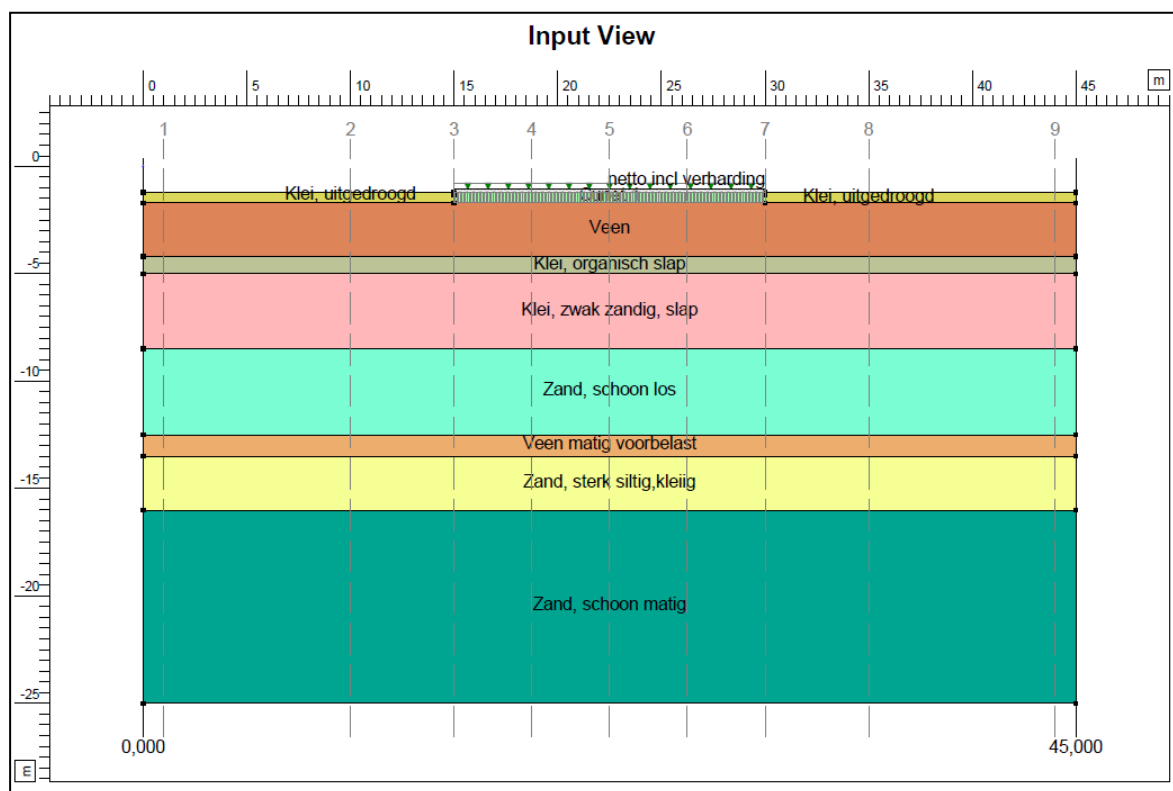 Input View
0 5 10 15 20 25 30 35 40 45 m
1 2 3 4 5 6 7 8 9
0
netto incl verharding
Klei, uitgedroogd
Klei, uitgedroogd
Veen
-5
Klei, organisch slap
Klei, zwak zandig, slap
-10
Zand, schoon los
Veen matig voorbelast
-15
Zand, sterk siltig,kleiig
-20
Zand, schoon matig
-25
0,000
45,000
m